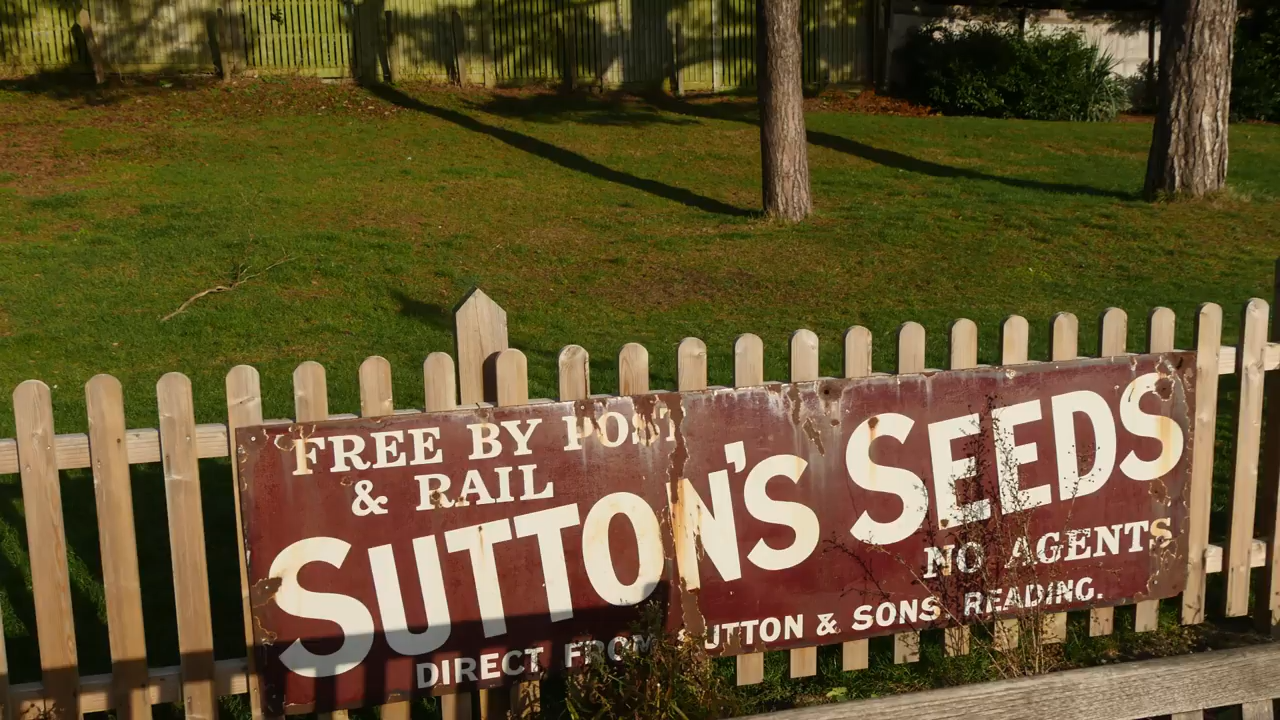 FREE BY POST
& RAIL
SUTTON'S SEEDS
NO AGENTS
DIRECT FROM SUTTON & SONS READING.